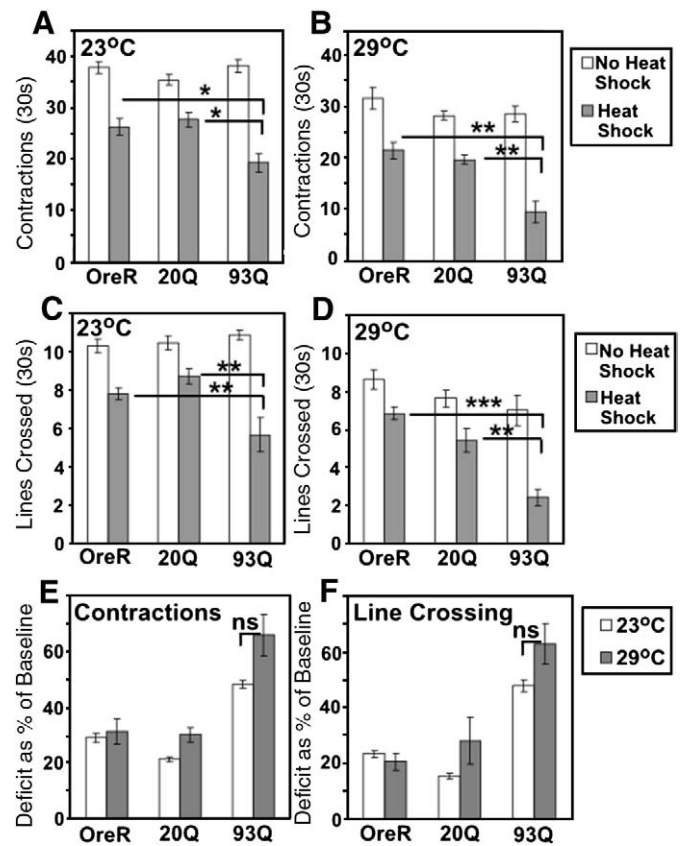 A
23°C
Contractions (30s)
40
30
20
10
0
*
*
OreR 20Q 93Q
B
29°C
Contractions (30s)
40
30
20
10
0
**
**
OreR 20Q 93Q
No Heat
Shock
Heat
Shock
C
23°C
Lines Crossed (30s)
10
8
6
4
2
0
**
**
OreR 20Q 93Q
D
29°C
Lines Crossed (30s)
10
8
6
4
2
0
***
**
OreR 20Q 93Q
No Heat
Shock
Heat
Shock
E
Contractions
Deficit as % of Baseline
60
40
20
0
ns
OreR 20Q 93Q
F
Line Crossing
Deficit as % of Baseline
60
40
20
0
ns
OreR 20Q 93Q
23°C
29°C